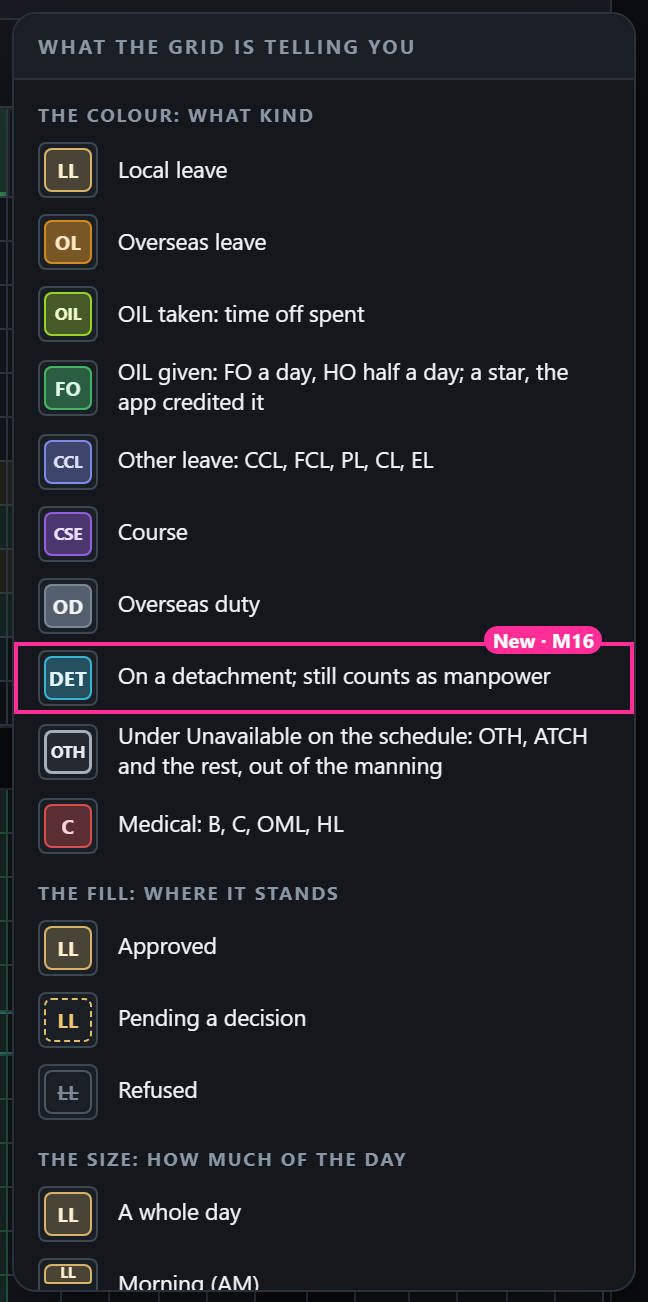 WHAT THE GRID IS TELLING YOU
THE COLOUR: WHAT KIND
LL Local leave
OL Overseas leave
OIL OIL taken: time off spent
FO OIL given: FO a day, HO half a day; a star, the
app credited it
CCL Other leave: CCL, FCL, PL, CL, EL
CSE Course
OD Overseas duty
New · M16
DET On a detachment; still counts as manpower
OTH Under Unavailable on the schedule: OTH, ATCH
and the rest, out of the manning
C Medical: B, C, OML, HL
THE FILL: WHERE IT STANDS
LL Approved
LL Pending a decision
LL Refused
THE SIZE: HOW MUCH OF THE DAY
LL A whole day
LL Morning (AM)